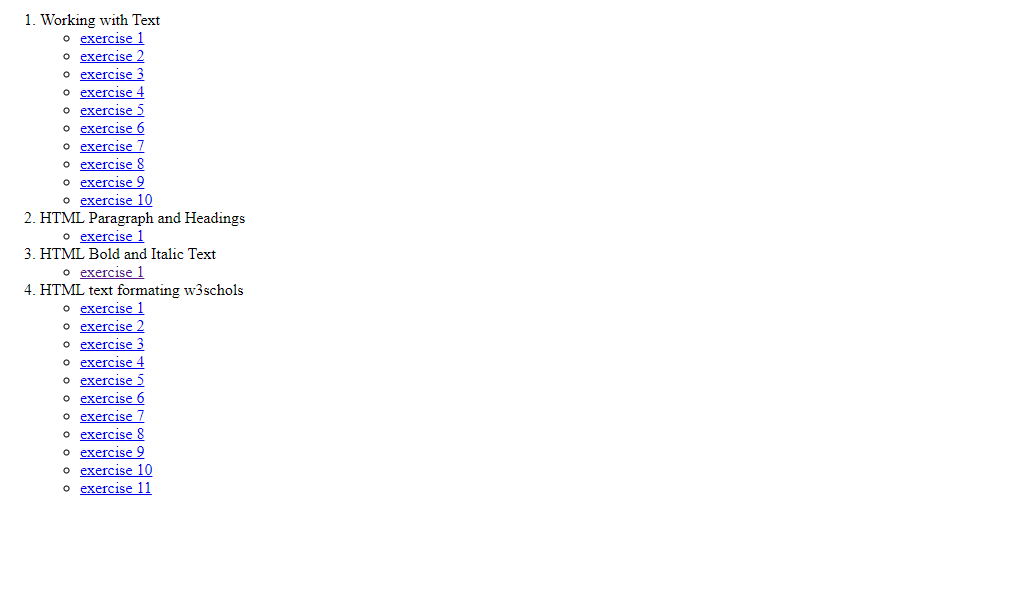 1. Working with Text
exercise 1
exercise 2
exercise 3
exercise 4
exercise 5
exercise 6
exercise 7
exercise 8
exercise 9
exercise 10
2. HTML Paragraph and Headings
exercise 1
3. HTML Bold and Italic Text
exercise 1
4. HTML text formating w3schols
exercise 1
exercise 2
exercise 3
exercise 4
exercise 5
exercise 6
exercise 7
exercise 8
exercise 9
exercise 10
exercise 11